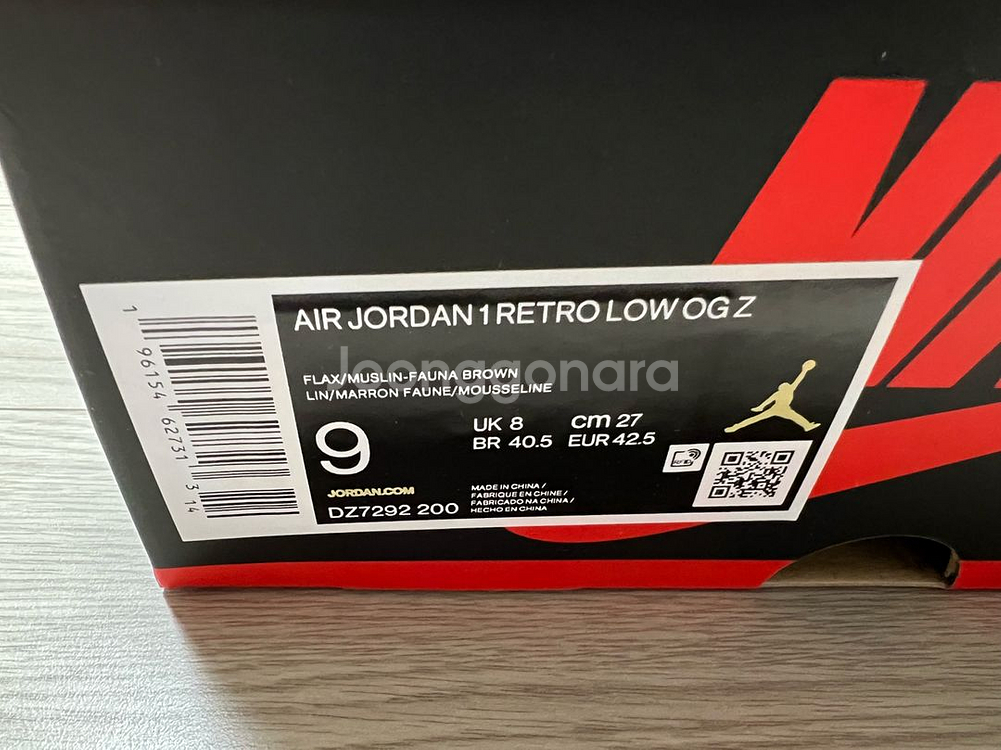 AIR JORDAN 1 RETRO LOW OG Z
Joonggonara
FLAX/MUSLIN-FAUNA BROWN
LIN/MARRON FAUNE/MOUSSELINE
9
UK 8 cm 27
BR 40.5 EUR 42.5
JORDAN.COM
DZ7292 200
MADE IN CHINA /
FABRIQUE EN CHINE /
FABRICADO NA CHINA /
HECHO EN CHINA
1 96154 62731 3 14